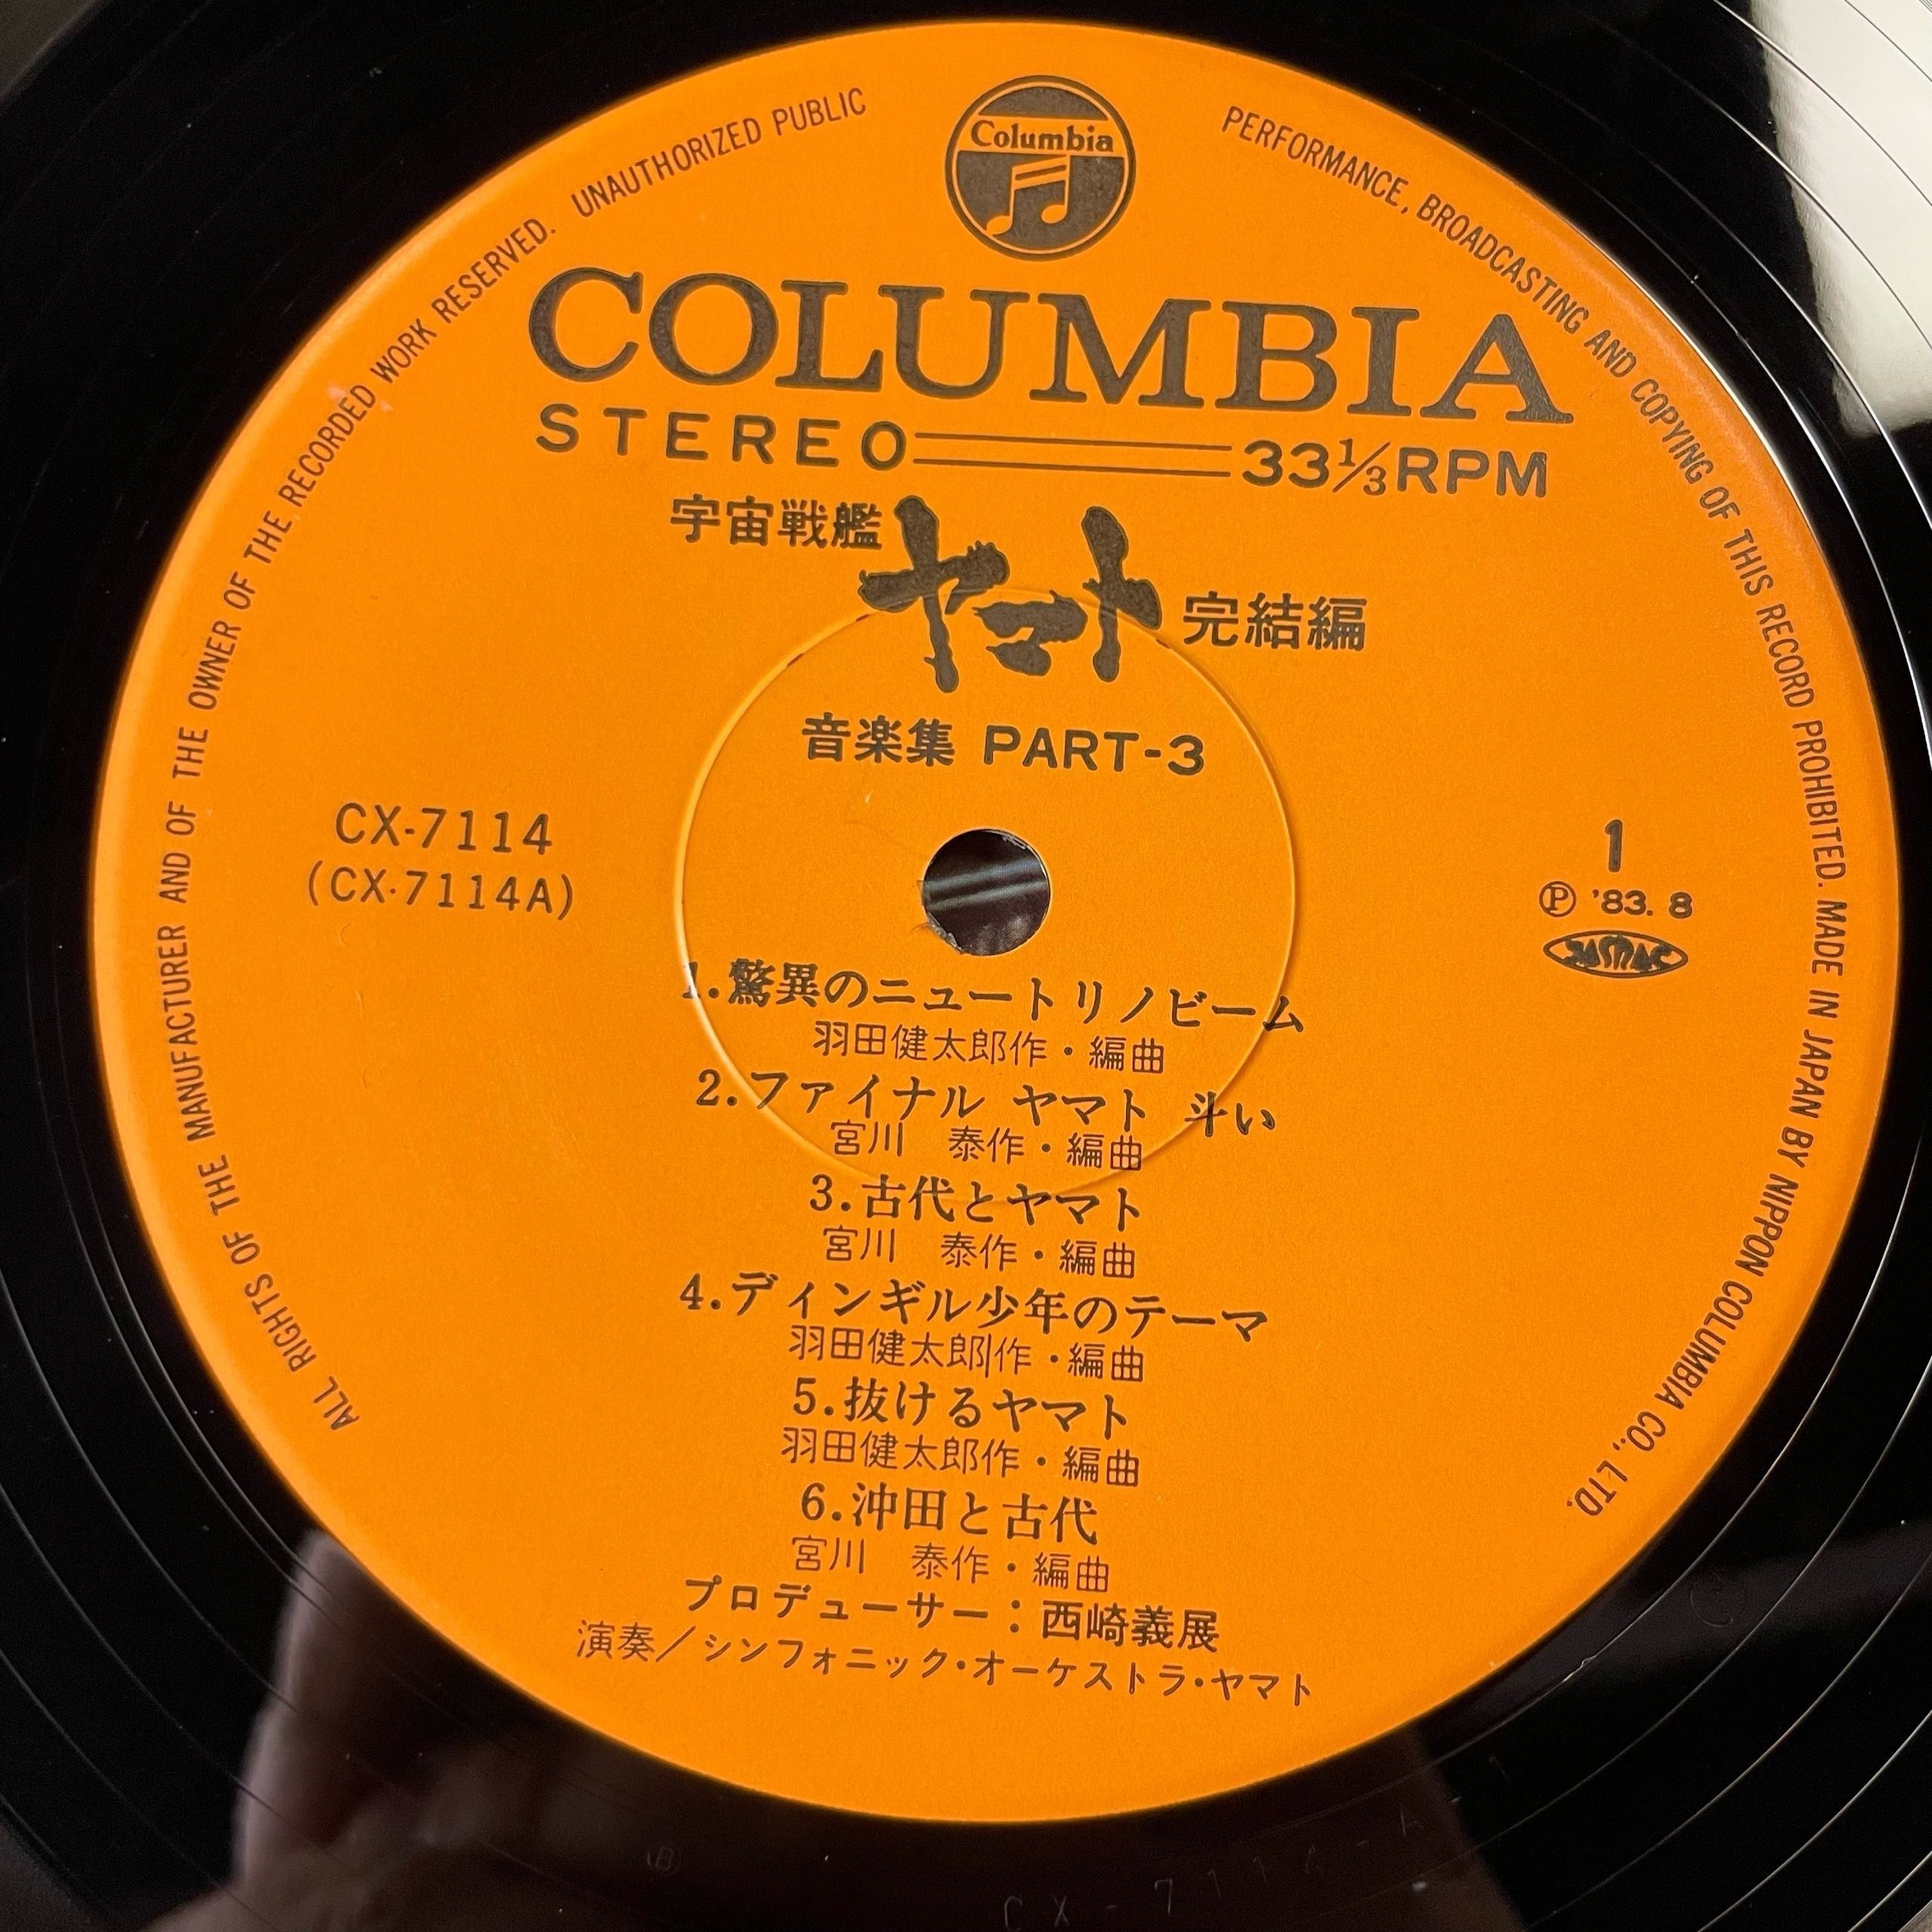 Columbia
COLUMBIA
STEREO 33⅓RPM
宇宙戦艦ヤマト完結編
音楽集 PART-3
CX-7114
(CX·7114A)
1
Ⓟ '83. 8
JASRAC
1.驚異のニュートリノビーム
羽田健太郎作・編曲
2.ファイナル ヤマト 斗い
宮川 泰作・編曲
3.古代とヤマト
宮川 泰作・編曲
4.ディンギル少年のテーマ
羽田健太郎作・編曲
5.抜けるヤマト
羽田健太郎作・編曲
6.沖田と古代
宮川 泰作・編曲
プロデューサー：西崎義展
演奏／シンフォニック・オーケストラ・ヤマト
ALL RIGHTS OF THE MANUFACTURER AND OF THE OWNER OF THE RECORDED WORK RESERVED. UNAUTHORIZED PUBLIC PERFORMANCE, BROADCASTING AND COPYING OF THIS RECORD PROHIBITED. MADE IN JAPAN BY NIPPON COLUMBIA CO., LTD.
CX-7114-A